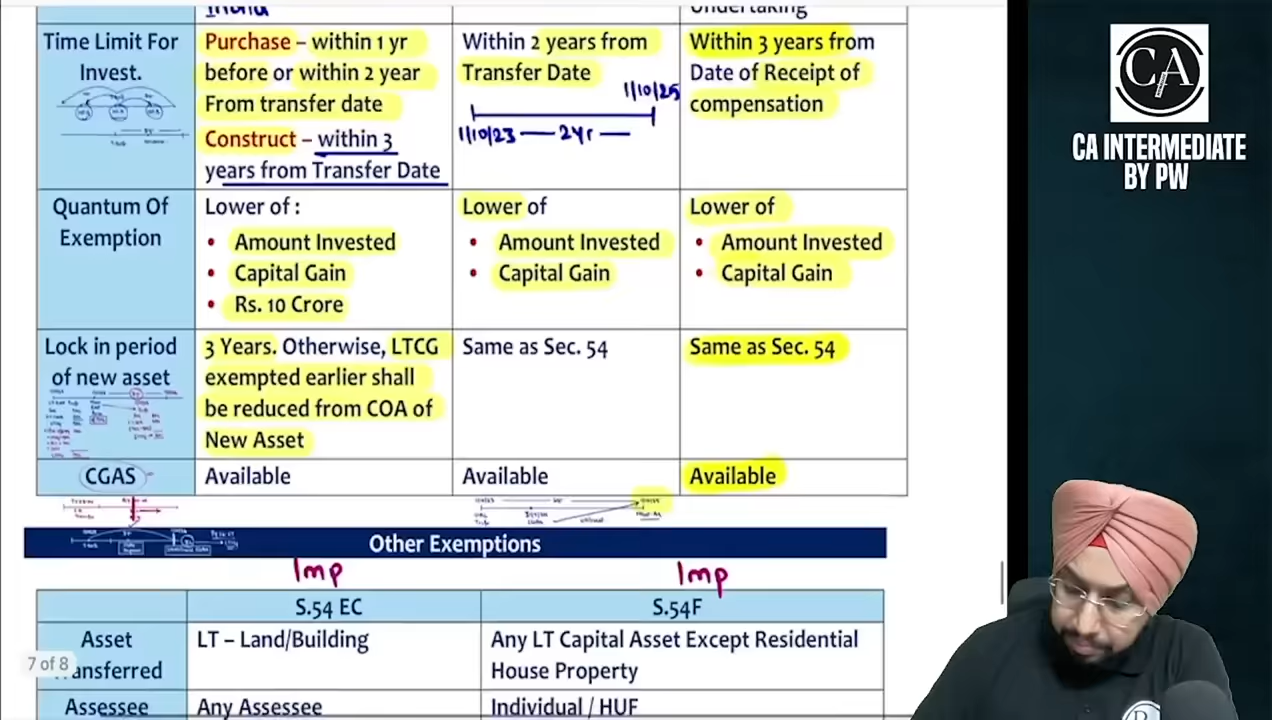 India
Undertaking
Time Limit For
Invest.
Purchase – within 1 yr
before or within 2 year
From transfer date
Construct – within 3
years from Transfer Date
Within 2 years from
Transfer Date
1/10/25
1/10/23 — 2yr —
Within 3 years from
Date of Receipt of
compensation
Quantum Of
Exemption
Lower of :
• Amount Invested
• Capital Gain
• Rs. 10 Crore
Lower of
• Amount Invested
• Capital Gain
Lower of
• Amount Invested
• Capital Gain
Lock in period
of new asset
3 Years. Otherwise, LTCG
exempted earlier shall
be reduced from COA of
New Asset
Same as Sec. 54
Same as Sec. 54
CGAS
Available
Available
Available
Other Exemptions
Imp
Imp
S.54 EC
S.54F
Asset
Transferred
LT – Land/Building
Any LT Capital Asset Except Residential
House Property
7 of 8
Assessee
Any Assessee
Individual / HUF
CA
CA INTERMEDIATE
BY PW